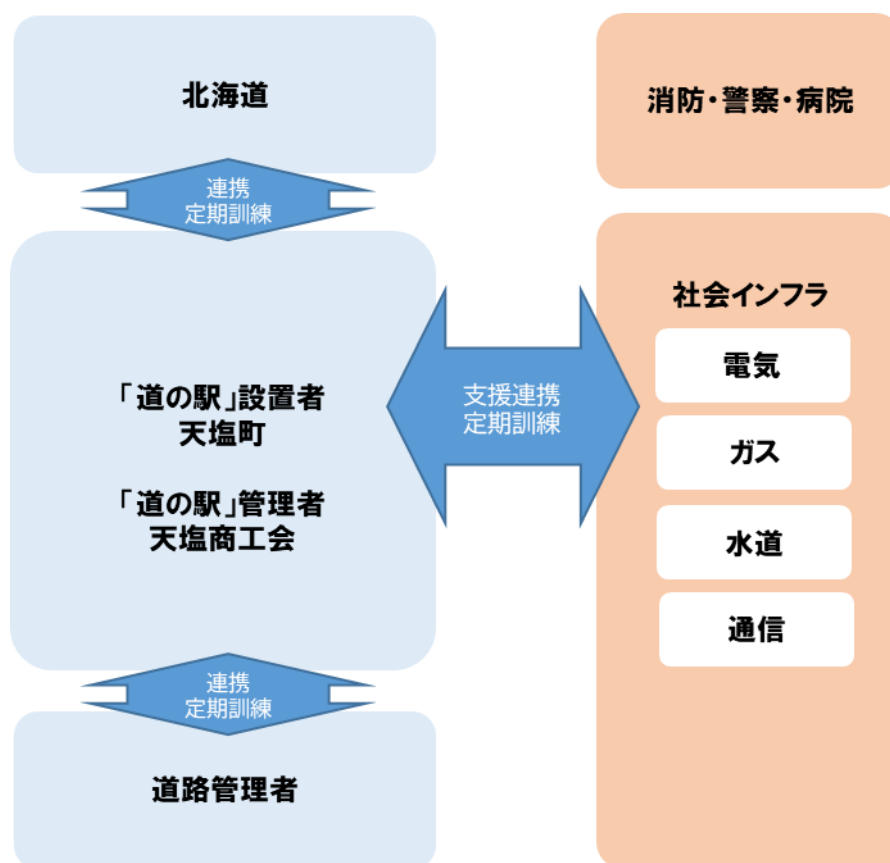 北海道
連携
定期訓練
「道の駅」設置者
天塩町
「道の駅」管理者
天塩商工会
連携
定期訓練
道路管理者
支援連携
定期訓練
消防・警察・病院
社会インフラ
電気
ガス
水道
通信